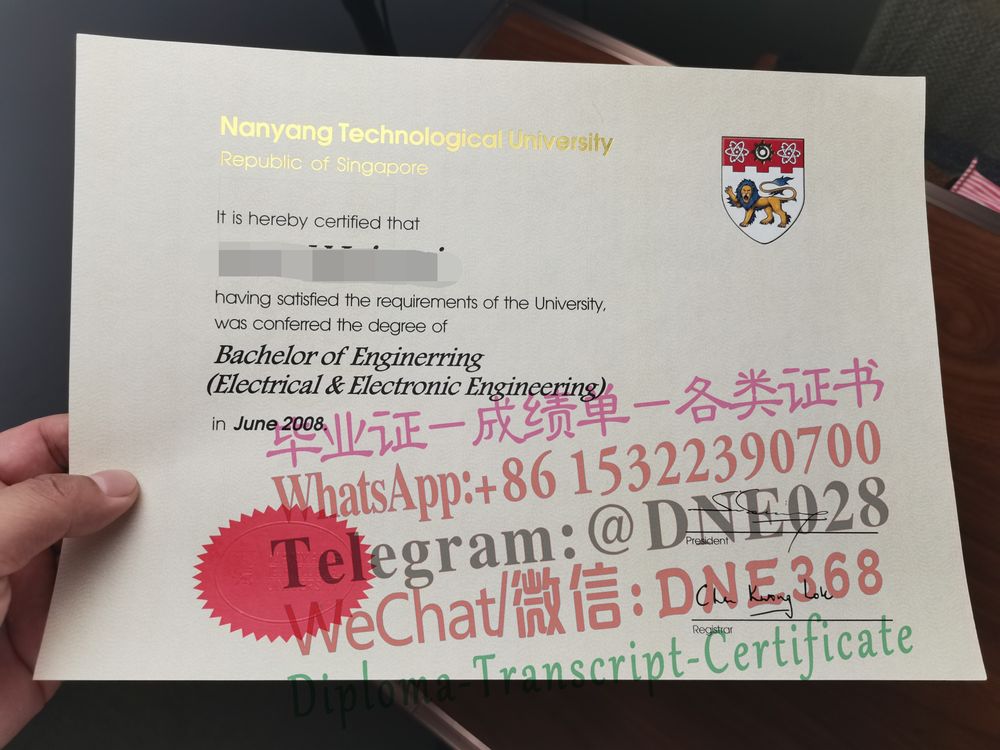 Nanyang Technological University
Republic of Singapore
It is hereby certified that
having satisfied the requirements of the University,
was conferred the degree of
Bachelor of Enginerring
(Electrical & Electronic Engineering)
in June 2008.
毕业证—成绩单—各类证书
WhatsApp:+86 15322390700
Telegram:@DNE028
President
WeChat/微信:DNE368
Registrar
Diploma-Transcript-Certificate